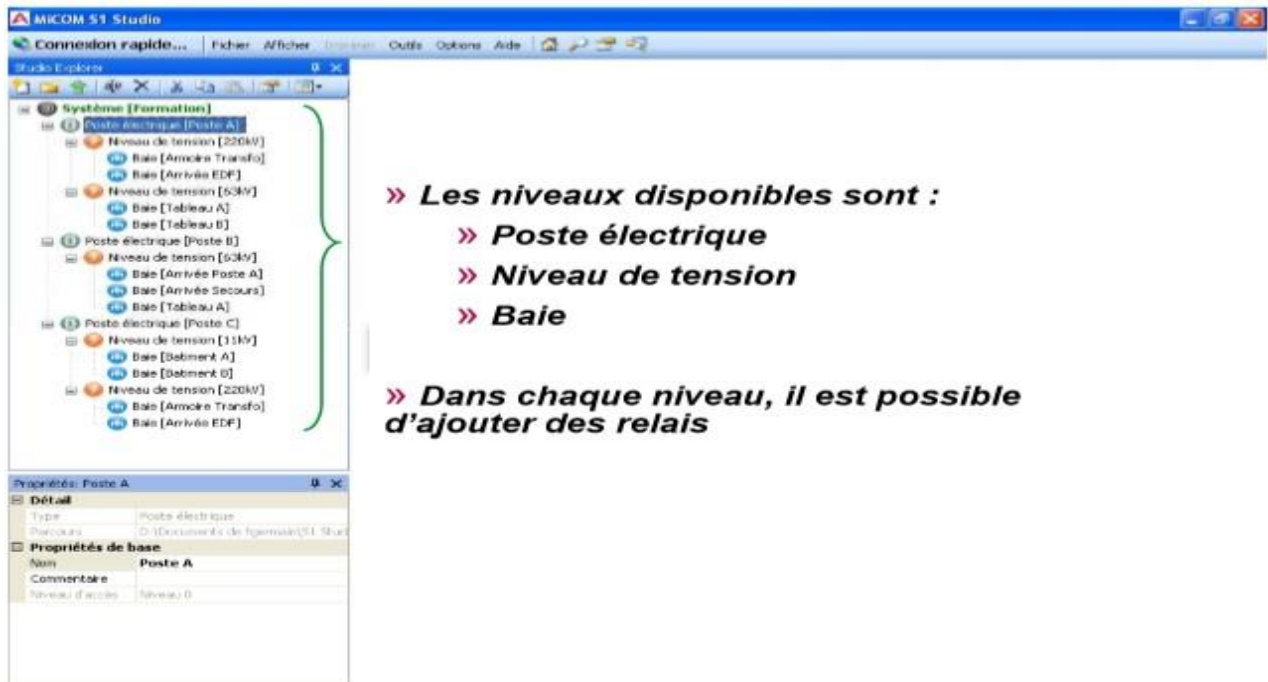 MiCOM S1 Studio
Connexion rapide... Fichier Afficher Outils Options Aide
Studio Explorer
Système [Formation]
Poste électrique [Poste A]
Niveau de tension [220kV]
Baie [Armoire Transfo]
Baie [Arrivée EDF]
Niveau de tension [63kV]
Baie [Tableau A]
Baie [Tableau B]
Poste électrique [Poste B]
Niveau de tension [63kV]
Baie [Arrivée Poste A]
Baie [Arrivée Secours]
Baie [Tableau A]
Poste électrique [Poste C]
Niveau de tension [11kV]
Baie [Batiment A]
Baie [Batiment B]
Niveau de tension [220kV]
Baie [Armoire Transfo]
Baie [Arrivée EDF]
» Les niveaux disponibles sont :
» Poste électrique
» Niveau de tension
» Baie
» Dans chaque niveau, il est possible
d'ajouter des relais
Propriétés: Poste A
Détail
Type Poste électrique
Parcours D:\Documents de fgermain\S1 Stud
Propriétés de base
Nom Poste A
Commentaire
Niveau d'accès Niveau 0